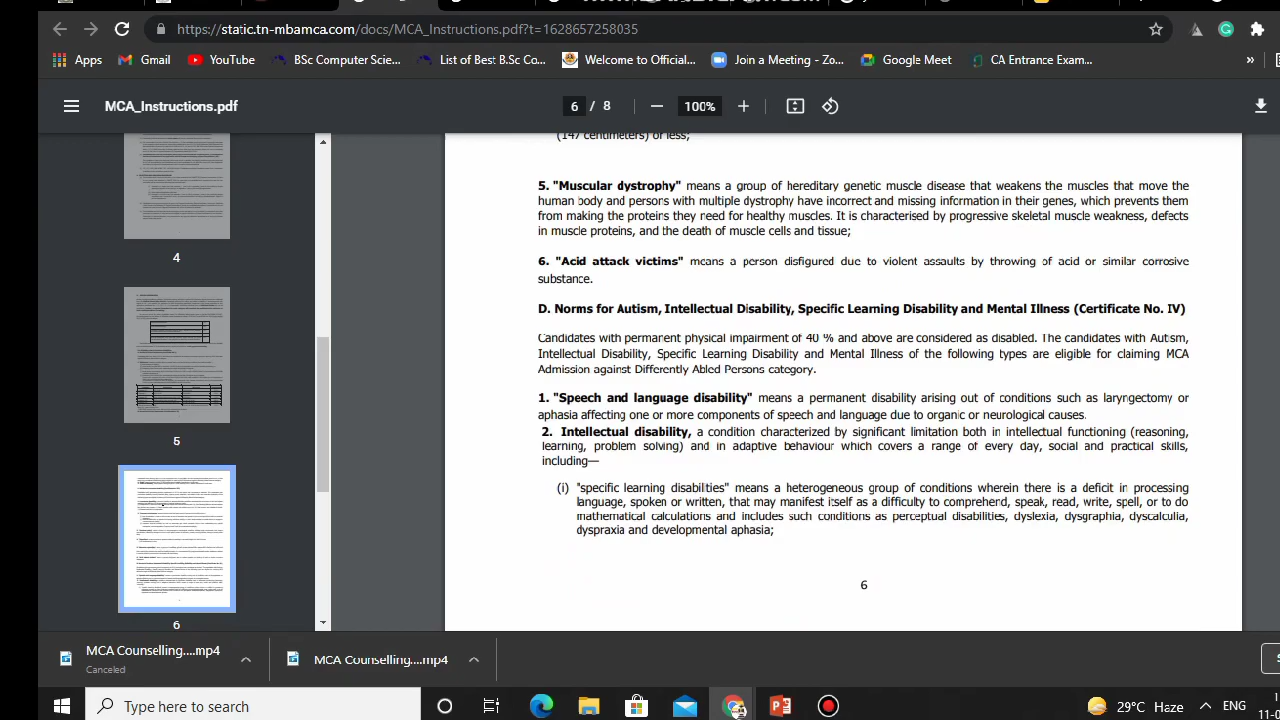 https://static.tn-mbamca.com/docs/MCA_Instructions.pdf?t=1628657258035
Apps Gmail YouTube BSc Computer Scie... List of Best B.Sc Co... Welcome to Official... Join a Meeting - Zo... Google Meet CA Entrance Exam... »
MCA_Instructions.pdf 6 / 8 100%
(147 centimeters) or less;
5. "Muscular dystrophy" means a group of hereditary genetic muscle disease that weakens the muscles that move the
human body and persons with multiple dystrophy have incorrect and missing information in their genes, which prevents them
from making the proteins they need for healthy muscles. It is characterised by progressive skeletal muscle weakness, defects
in muscle proteins, and the death of muscle cells and tissue;
6. "Acid attack victims" means a person disfigured due to violent assaults by throwing of acid or similar corrosive
substance.
D. Norms for Autism, Intellectual Disability, Specific Learning Disability and Mental Illness (Certificate No. IV)
Candidates with permanent physical impairment of 40 % and above are considered as disabled. The candidates with Autism,
Intellectual Disability, Specific Learning Disability and Mental Illness of the following types are eligible for claiming MCA
Admission against Differently Abled Persons category.
1. "Speech and language disability" means a permanent disability arising out of conditions such as laryngectomy or
aphasia affecting one or more components of speech and language due to organic or neurological causes.
2. Intellectual disability, a condition characterized by significant limitation both in intellectual functioning (reasoning,
learning, problem solving) and in adaptive behaviour which covers a range of every day, social and practical skills,
including—
(i) "specific learning disabilities" means a heterogeneous group of conditions wherein there is a deficit in processing
language, spoken or written, that may manifest itself as a difficulty to comprehend, speak, read, write, spell, or to do
mathematical calculations and includes such conditions as perceptual disabilities, dyslexia, dysgraphia, dyscalculia,
dyspraxia and developmental aphasia;
6
4
5
6
MCA Counselling....mp4
Canceled
MCA Counselling....mp4
Type here to search
29°C Haze ENG